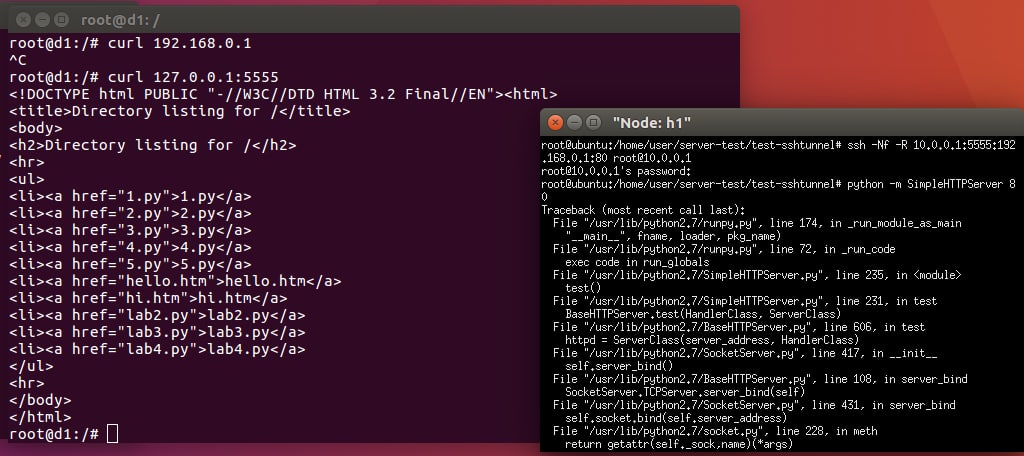 root@d1: /
root@d1:/# curl 192.168.0.1
^C
root@d1:/# curl 127.0.0.1:5555
<!DOCTYPE html PUBLIC "-//W3C//DTD HTML 3.2 Final//EN"><html>
<title>Directory listing for /</title>
<body>
<h2>Directory listing for /</h2>
<hr>
<ul>
<li><a href="1.py">1.py</a>
<li><a href="2.py">2.py</a>
<li><a href="3.py">3.py</a>
<li><a href="4.py">4.py</a>
<li><a href="5.py">5.py</a>
<li><a href="hello.htm">hello.htm</a>
<li><a href="hi.htm">hi.htm</a>
<li><a href="lab2.py">lab2.py</a>
<li><a href="lab3.py">lab3.py</a>
<li><a href="lab4.py">lab4.py</a>
</ul>
<hr>
</body>
</html>
root@d1:/#
"Node: h1"
root@ubuntu:/home/user/server-test/test-sshtunnel# ssh -Nf -R 10.0.0.1:5555:192
.168.0.1:80 root@10.0.0.1
root@10.0.0.1's password:
root@ubuntu:/home/user/server-test/test-sshtunnel# python -m SimpleHTTPServer 8
0
Traceback (most recent call last):
  File "/usr/lib/python2.7/runpy.py", line 174, in _run_module_as_main
    "__main__", fname, loader, pkg_name)
  File "/usr/lib/python2.7/runpy.py", line 72, in _run_code
    exec code in run_globals
  File "/usr/lib/python2.7/SimpleHTTPServer.py", line 235, in <module>
    test()
  File "/usr/lib/python2.7/SimpleHTTPServer.py", line 231, in test
    BaseHTTPServer.test(HandlerClass, ServerClass)
  File "/usr/lib/python2.7/BaseHTTPServer.py", line 606, in test
    httpd = ServerClass(server_address, HandlerClass)
  File "/usr/lib/python2.7/SocketServer.py", line 417, in __init__
    self.server_bind()
  File "/usr/lib/python2.7/BaseHTTPServer.py", line 108, in server_bind
    SocketServer.TCPServer.server_bind(self)
  File "/usr/lib/python2.7/SocketServer.py", line 431, in server_bind
    self.socket.bind(self.server_address)
  File "/usr/lib/python2.7/socket.py", line 228, in meth
    return getattr(self._sock,name)(*args)